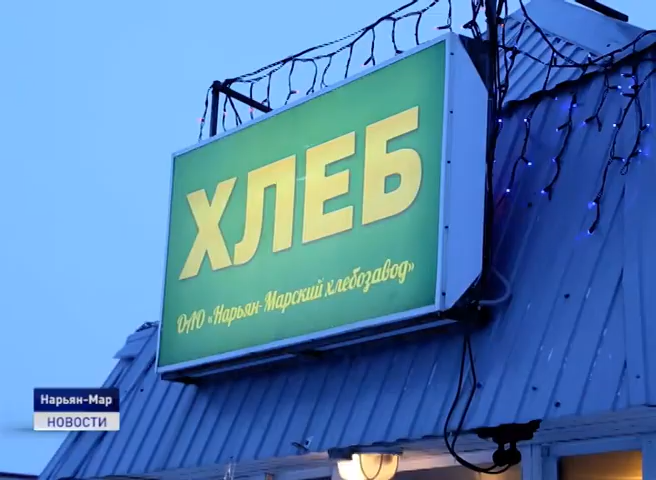 ХЛЕБ
ОАО «Нарьян-Марский хлебозавод»
Нарьян-Мар
НОВОСТИ